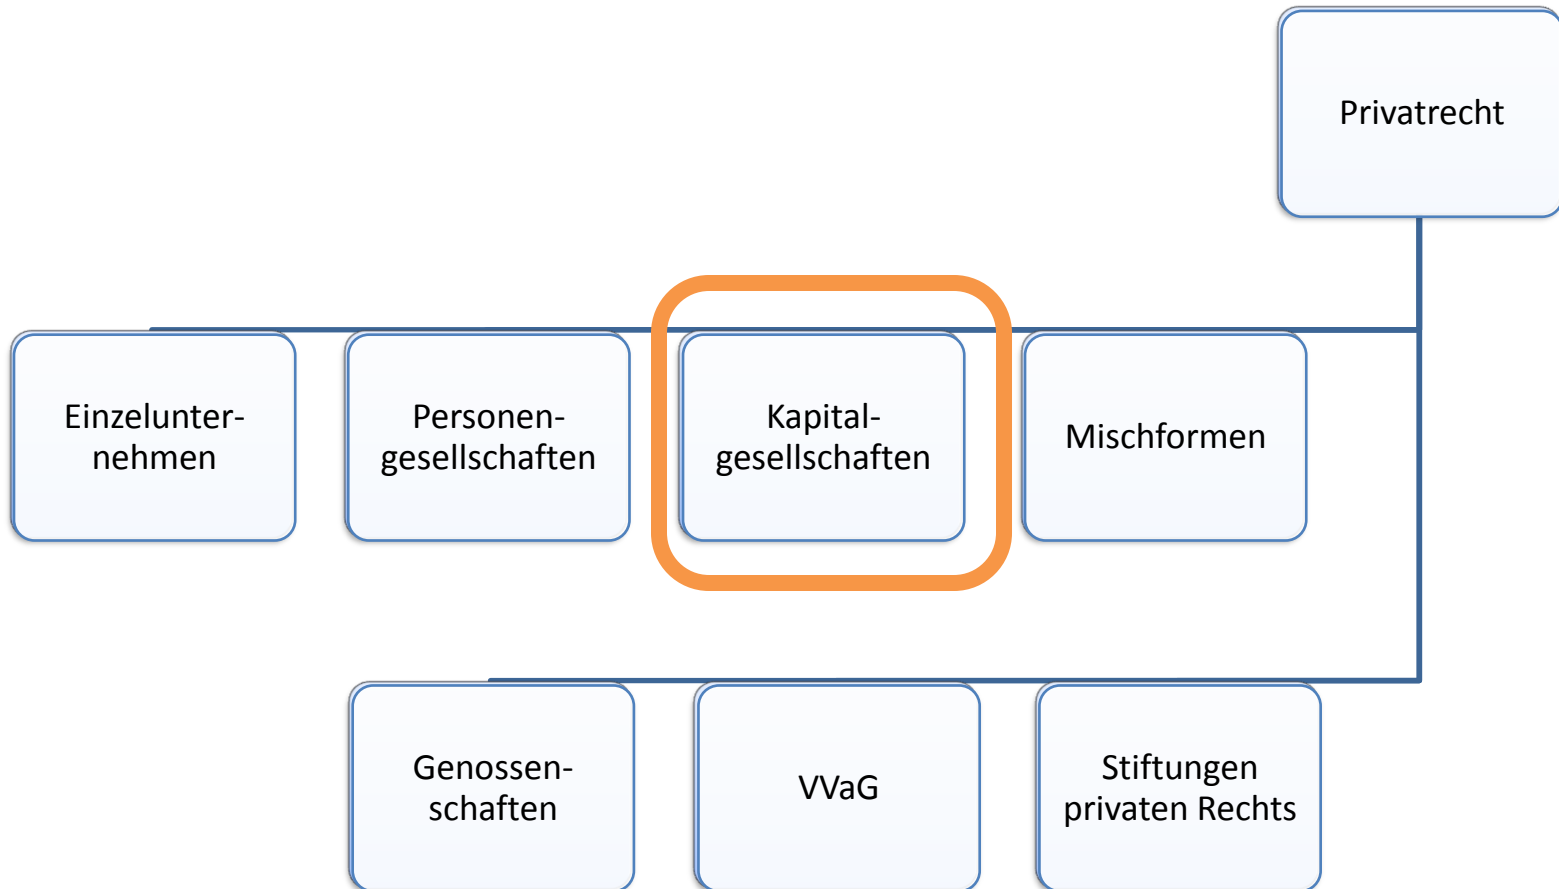 Privatrecht
Einzelunter-
nehmen
Personen-
gesellschaften
Kapital-
gesellschaften
Mischformen
Genossen-
schaften
VVaG
Stiftungen
privaten Rechts